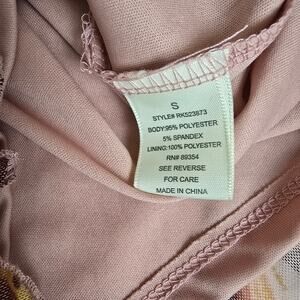 S
STYLE# RK523873
BODY:95% POLYESTER
5% SPANDEX
LINING:100% POLYESTER
RN# 89354
SEE REVERSE
FOR CARE
MADE IN CHINA